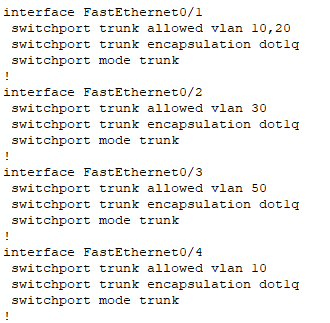 interface FastEthernet0/1
 switchport trunk allowed vlan 10,20
 switchport trunk encapsulation dot1q
 switchport mode trunk
!
interface FastEthernet0/2
 switchport trunk allowed vlan 30
 switchport trunk encapsulation dot1q
 switchport mode trunk
!
interface FastEthernet0/3
 switchport trunk allowed vlan 50
 switchport trunk encapsulation dot1q
 switchport mode trunk
!
interface FastEthernet0/4
 switchport trunk allowed vlan 10
 switchport trunk encapsulation dot1q
 switchport mode trunk
!